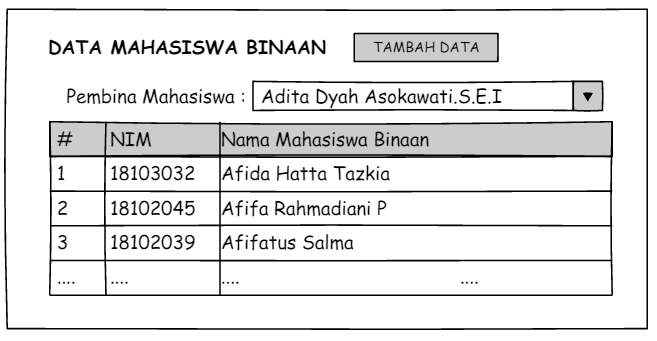 DATA MAHASISWA BINAAN TAMBAH DATA
Pembina Mahasiswa : Adita Dyah Asokawati.S.E.I ▼
# NIM Nama Mahasiswa Binaan
1 18103032 Afida Hatta Tazkia
2 18102045 Afifa Rahmadiani P
3 18102039 Afifatus Salma
.... .... .... ....